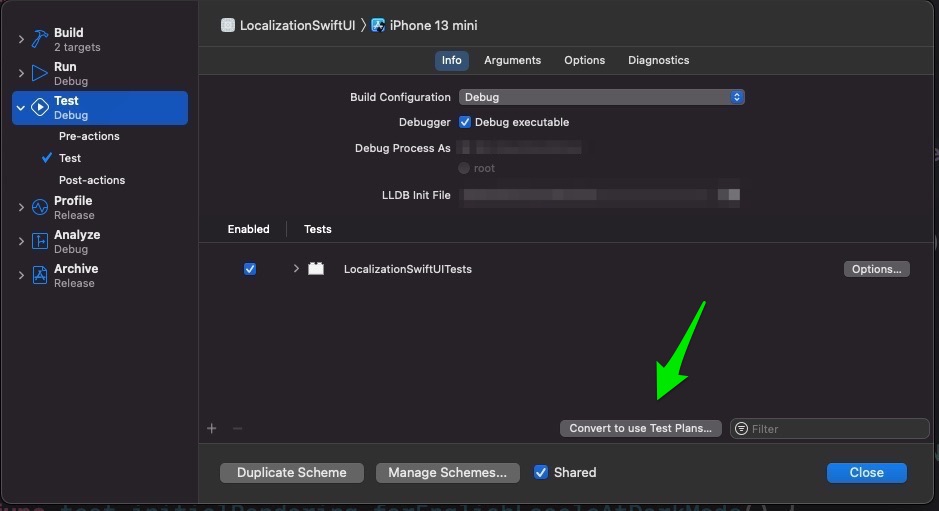 LocalizationSwiftUI 〉 iPhone 13 mini
Build
2 targets
Run
Debug
Test
Debug
Pre-actions
Test
Post-actions
Profile
Release
Analyze
Debug
Archive
Release
Info Arguments Options Diagnostics
Build Configuration Debug
Debugger Debug executable
Debug Process As
root
LLDB Init File
Enabled Tests
LocalizationSwiftUITests Options...
Convert to use Test Plans... Filter
Duplicate Scheme Manage Schemes... Shared Close